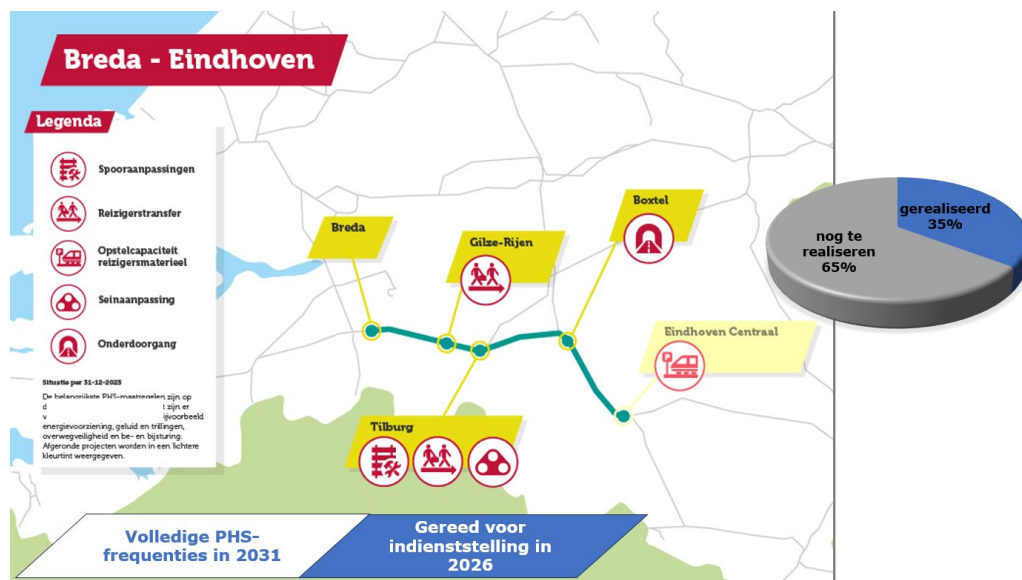 Breda - Eindhoven
Legenda
Spooraanpassingen
Reizigerstransfer
Opstelcapaciteit
reizigersmaterieel
Seinaanpassing
Onderdoorgang
Situatie per 31-12-2023
De belangrijkste PHS-maatregelen zijn op
d
t zijn er
v
ijvoorbeeld
energievoorziening, geluid en trillingen,
overwegveiligheid en be- en bijsturing.
Afgeronde projecten worden in een lichtere
kleurtint weergegeven.
Breda
Gilze-Rijen
Boxtel
Eindhoven Centraal
Tilburg
gerealiseerd
35%
nog te
realiseren
65%
Volledige PHS-
frequenties in 2031
Gereed voor
indienststelling in
2026